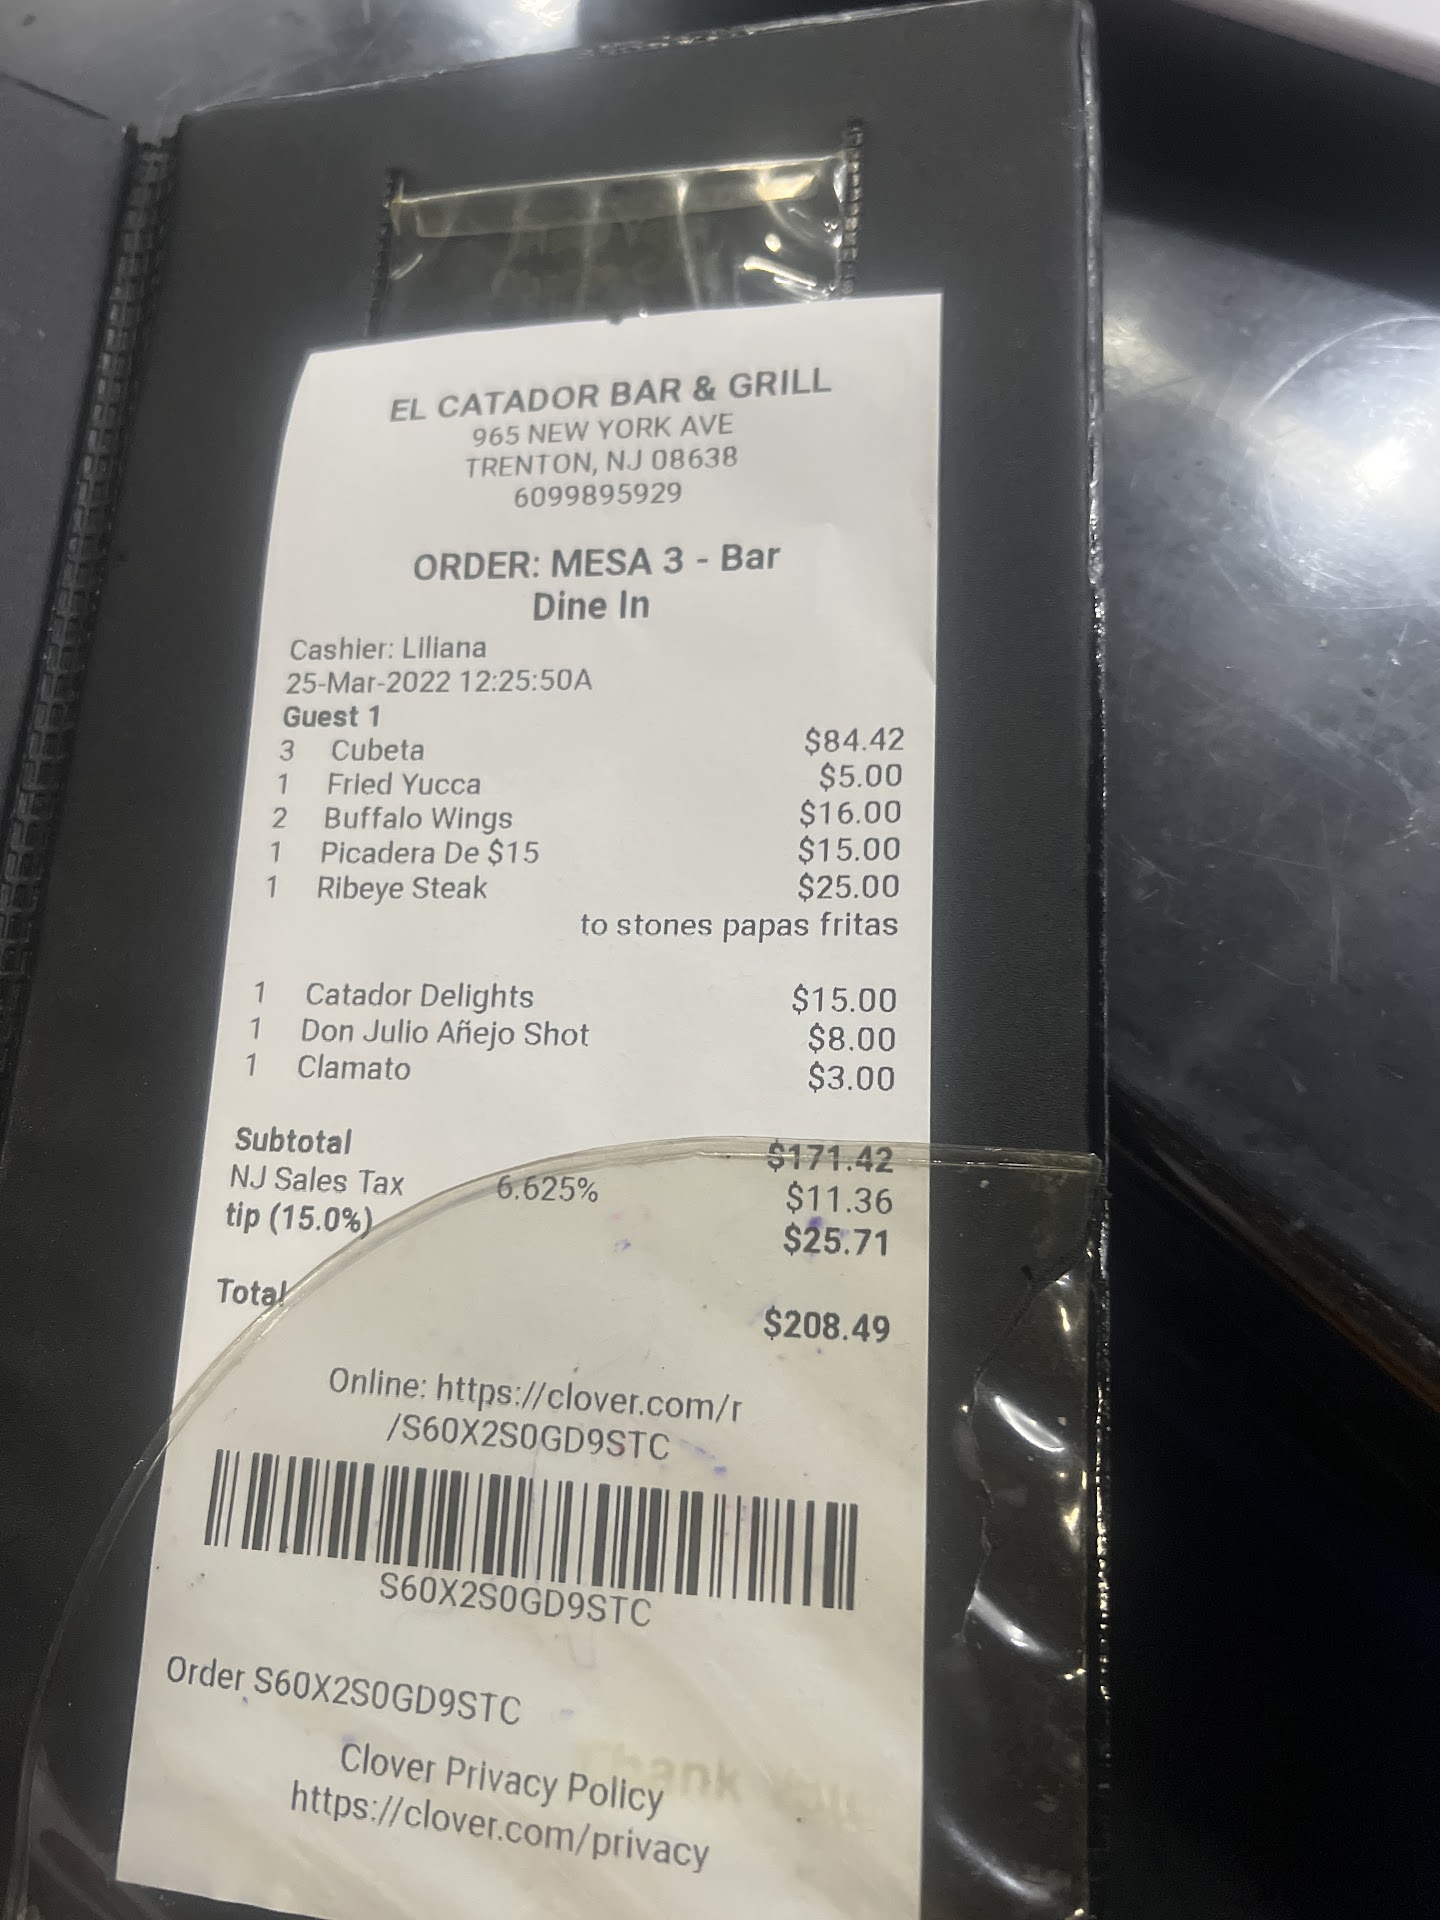 EL CATADOR BAR & GRILL
965 NEW YORK AVE
TRENTON, NJ 08638
6099895929
ORDER: MESA 3 - Bar
Dine In
Cashier: Liliana
25-Mar-2022 12:25:50A
Guest 1
3 Cubeta $84.42
1 Fried Yucca $5.00
2 Buffalo Wings $16.00
1 Picadera De $15 $15.00
1 Ribeye Steak $25.00
to stones papas fritas
1 Catador Delights $15.00
1 Don Julio Añejo Shot $8.00
1 Clamato $3.00
Subtotal $171.42
NJ Sales Tax 6.625% $11.36
tip (15.0%) $25.71
Total $208.49
Online: https://clover.com/r
/S60X2S0GD9STC
S60X2S0GD9STC
Order S60X2S0GD9STC
Thank You
Clover Privacy Policy
https://clover.com/privacy